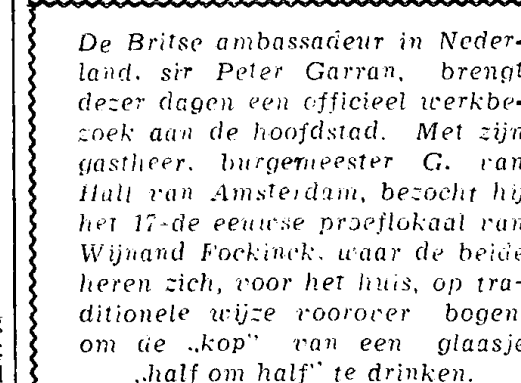 De Britse ambassadeur in Neder-
land, sir Peter Garran, brengt
dezer dagen een officieel werkbe-
zoek aan de hoofdstad. Met zijn
gastheer, burgemeester G. van
Hall van Amsterdam, bezocht hij
het 17-de eeuwse proeflokaal van
Wijnand Fockinck, waar de beide
heren zich, voor het huis, op tra-
ditionele wijze voorover bogen
om de „kop" van een glaasje
„half om half" te drinken.